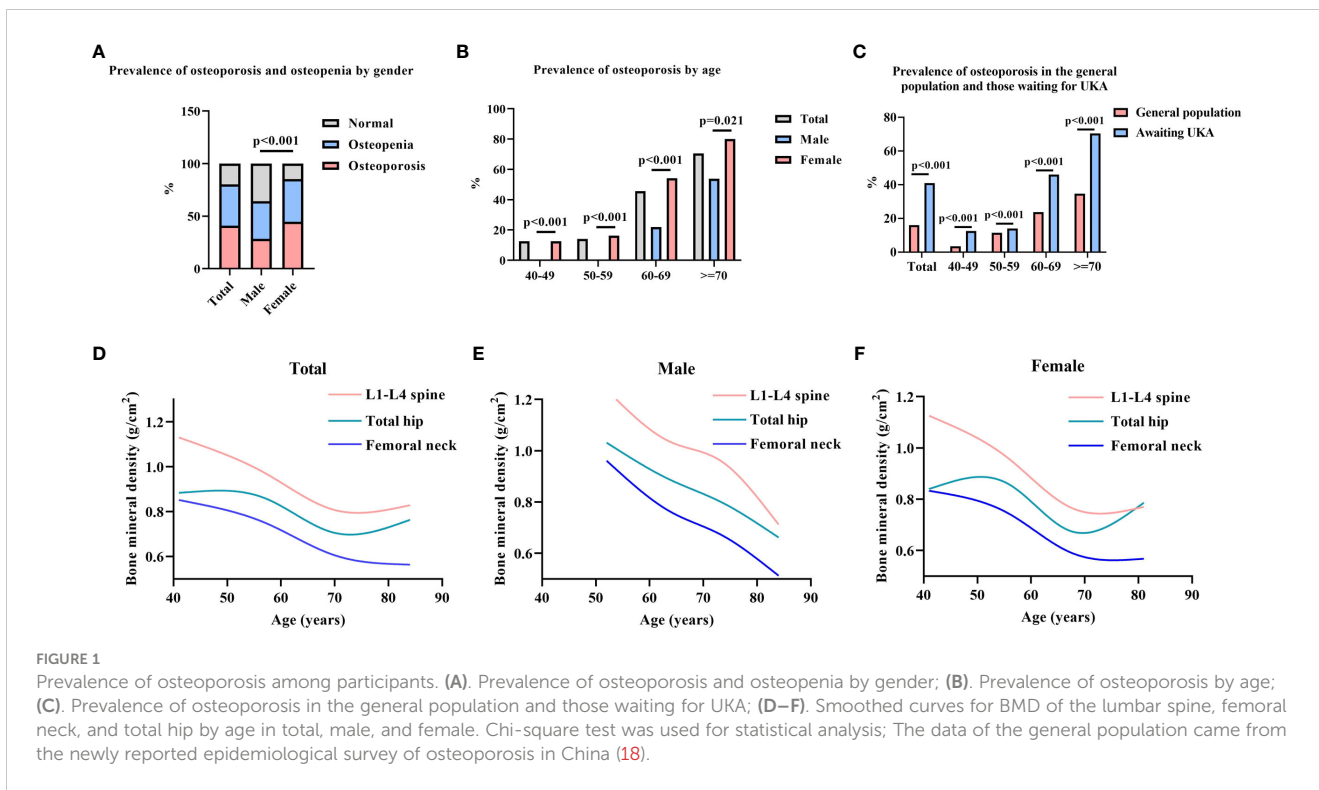 A
Prevalence of osteoporosis and osteopenia by gender
150
100
50
0
%
p<0.001
Normal
Osteopenia
Osteoporosis
Total
Male
Female
B
Prevalence of osteoporosis by age
100
80
60
40
20
0
%
p<0.001
p<0.001
p<0.001
p=0.021
Total
Male
Female
40-49
50-59
60-69
>=70
C
Prevalence of osteoporosis in the general
population and those waiting for UKA
General population
Awaiting UKA
80
60
40
20
0
%
p<0.001
p<0.001
p<0.001
p<0.001
p<0.001
Total
40-49
50-59
60-69
>=70
D
Total
L1-L4 spine
Total hip
Femoral neck
Bone mineral density (g/cm²)
1.2
1.0
0.8
0.6
40
50
60
70
80
90
Age (years)
E
Male
L1-L4 spine
Total hip
Femoral neck
Bone mineral density (g/cm²)
1.2
1.0
0.8
0.6
40
50
60
70
80
90
Age (years)
F
Female
L1-L4 spine
Total hip
Femoral neck
Bone mineral density (g/cm²)
1.2
1.0
0.8
0.6
40
50
60
70
80
90
Age (years)
FIGURE 1
Prevalence of osteoporosis among participants. (A). Prevalence of osteoporosis and osteopenia by gender; (B). Prevalence of osteoporosis by age;
(C). Prevalence of osteoporosis in the general population and those waiting for UKA; (D–F). Smoothed curves for BMD of the lumbar spine, femoral
neck, and total hip by age in total, male, and female. Chi-square test was used for statistical analysis; The data of the general population came from
the newly reported epidemiological survey of osteoporosis in China (18).